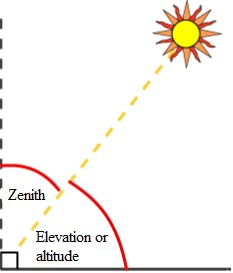 Zenith
Elevation or
altitude